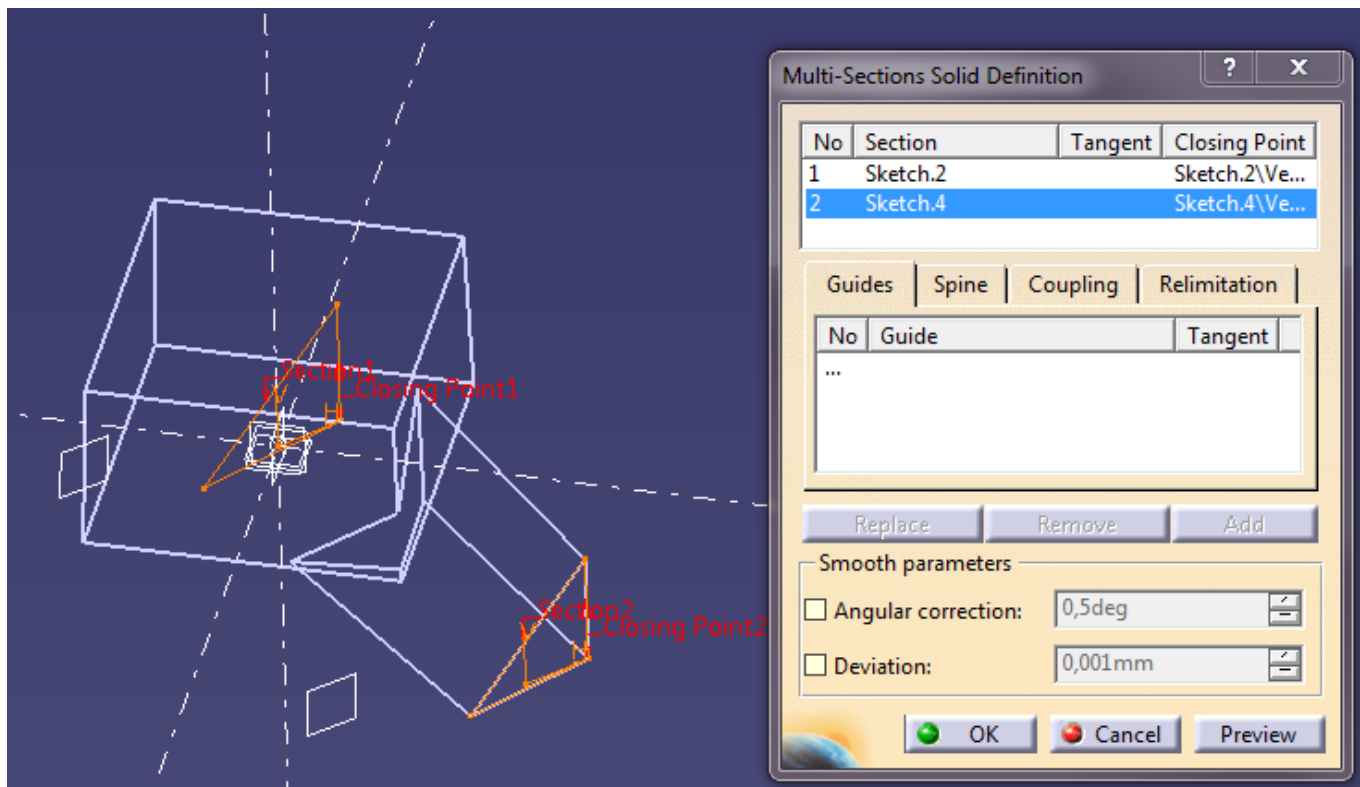 Multi-Sections Solid Definition
? X
No Section Tangent Closing Point
1 Sketch.2 Sketch.2\Ve...
2 Sketch.4 Sketch.4\Ve...
Guides Spine Coupling Relimitation
No Guide Tangent
...
Replace Remove Add
Smooth parameters
Angular correction: 0,5deg
Deviation: 0,001mm
OK Cancel Preview
Section1
Closing Point1
H
Section2
Closing Point2